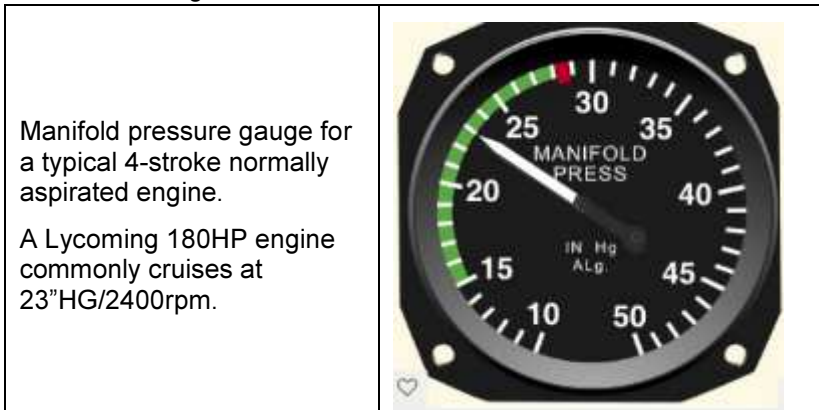 Manifold pressure gauge for
a typical 4-stroke normally
aspirated engine.
A Lycoming 180HP engine
commonly cruises at
23”HG/2400rpm.
30
25
35
MANIFOLD
PRESS
20
40
IN Hg
ALg.
15
45
10
50